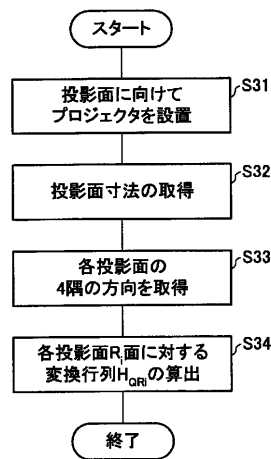 スタート
S31
投影面に向けて
プロジェクタを設置
S32
投影面寸法の取得
S33
各投影面の
4隅の方向を取得
S34
各投影面Ri面に対する
変換行列HQRiの算出
終了